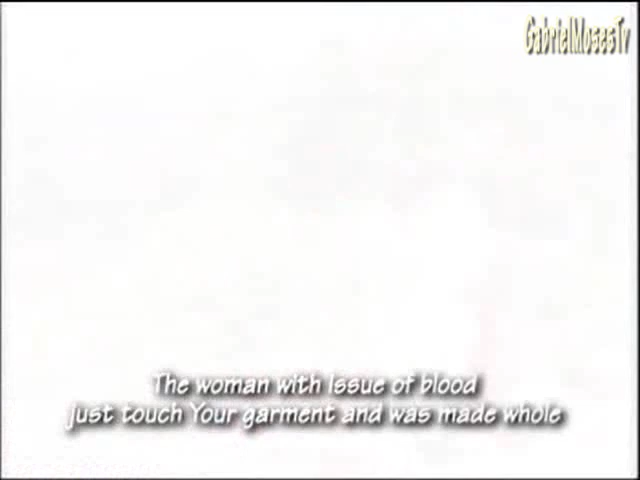 GabrielMosesTv
The woman with Issue of blood
just touch Your garment and was made whole